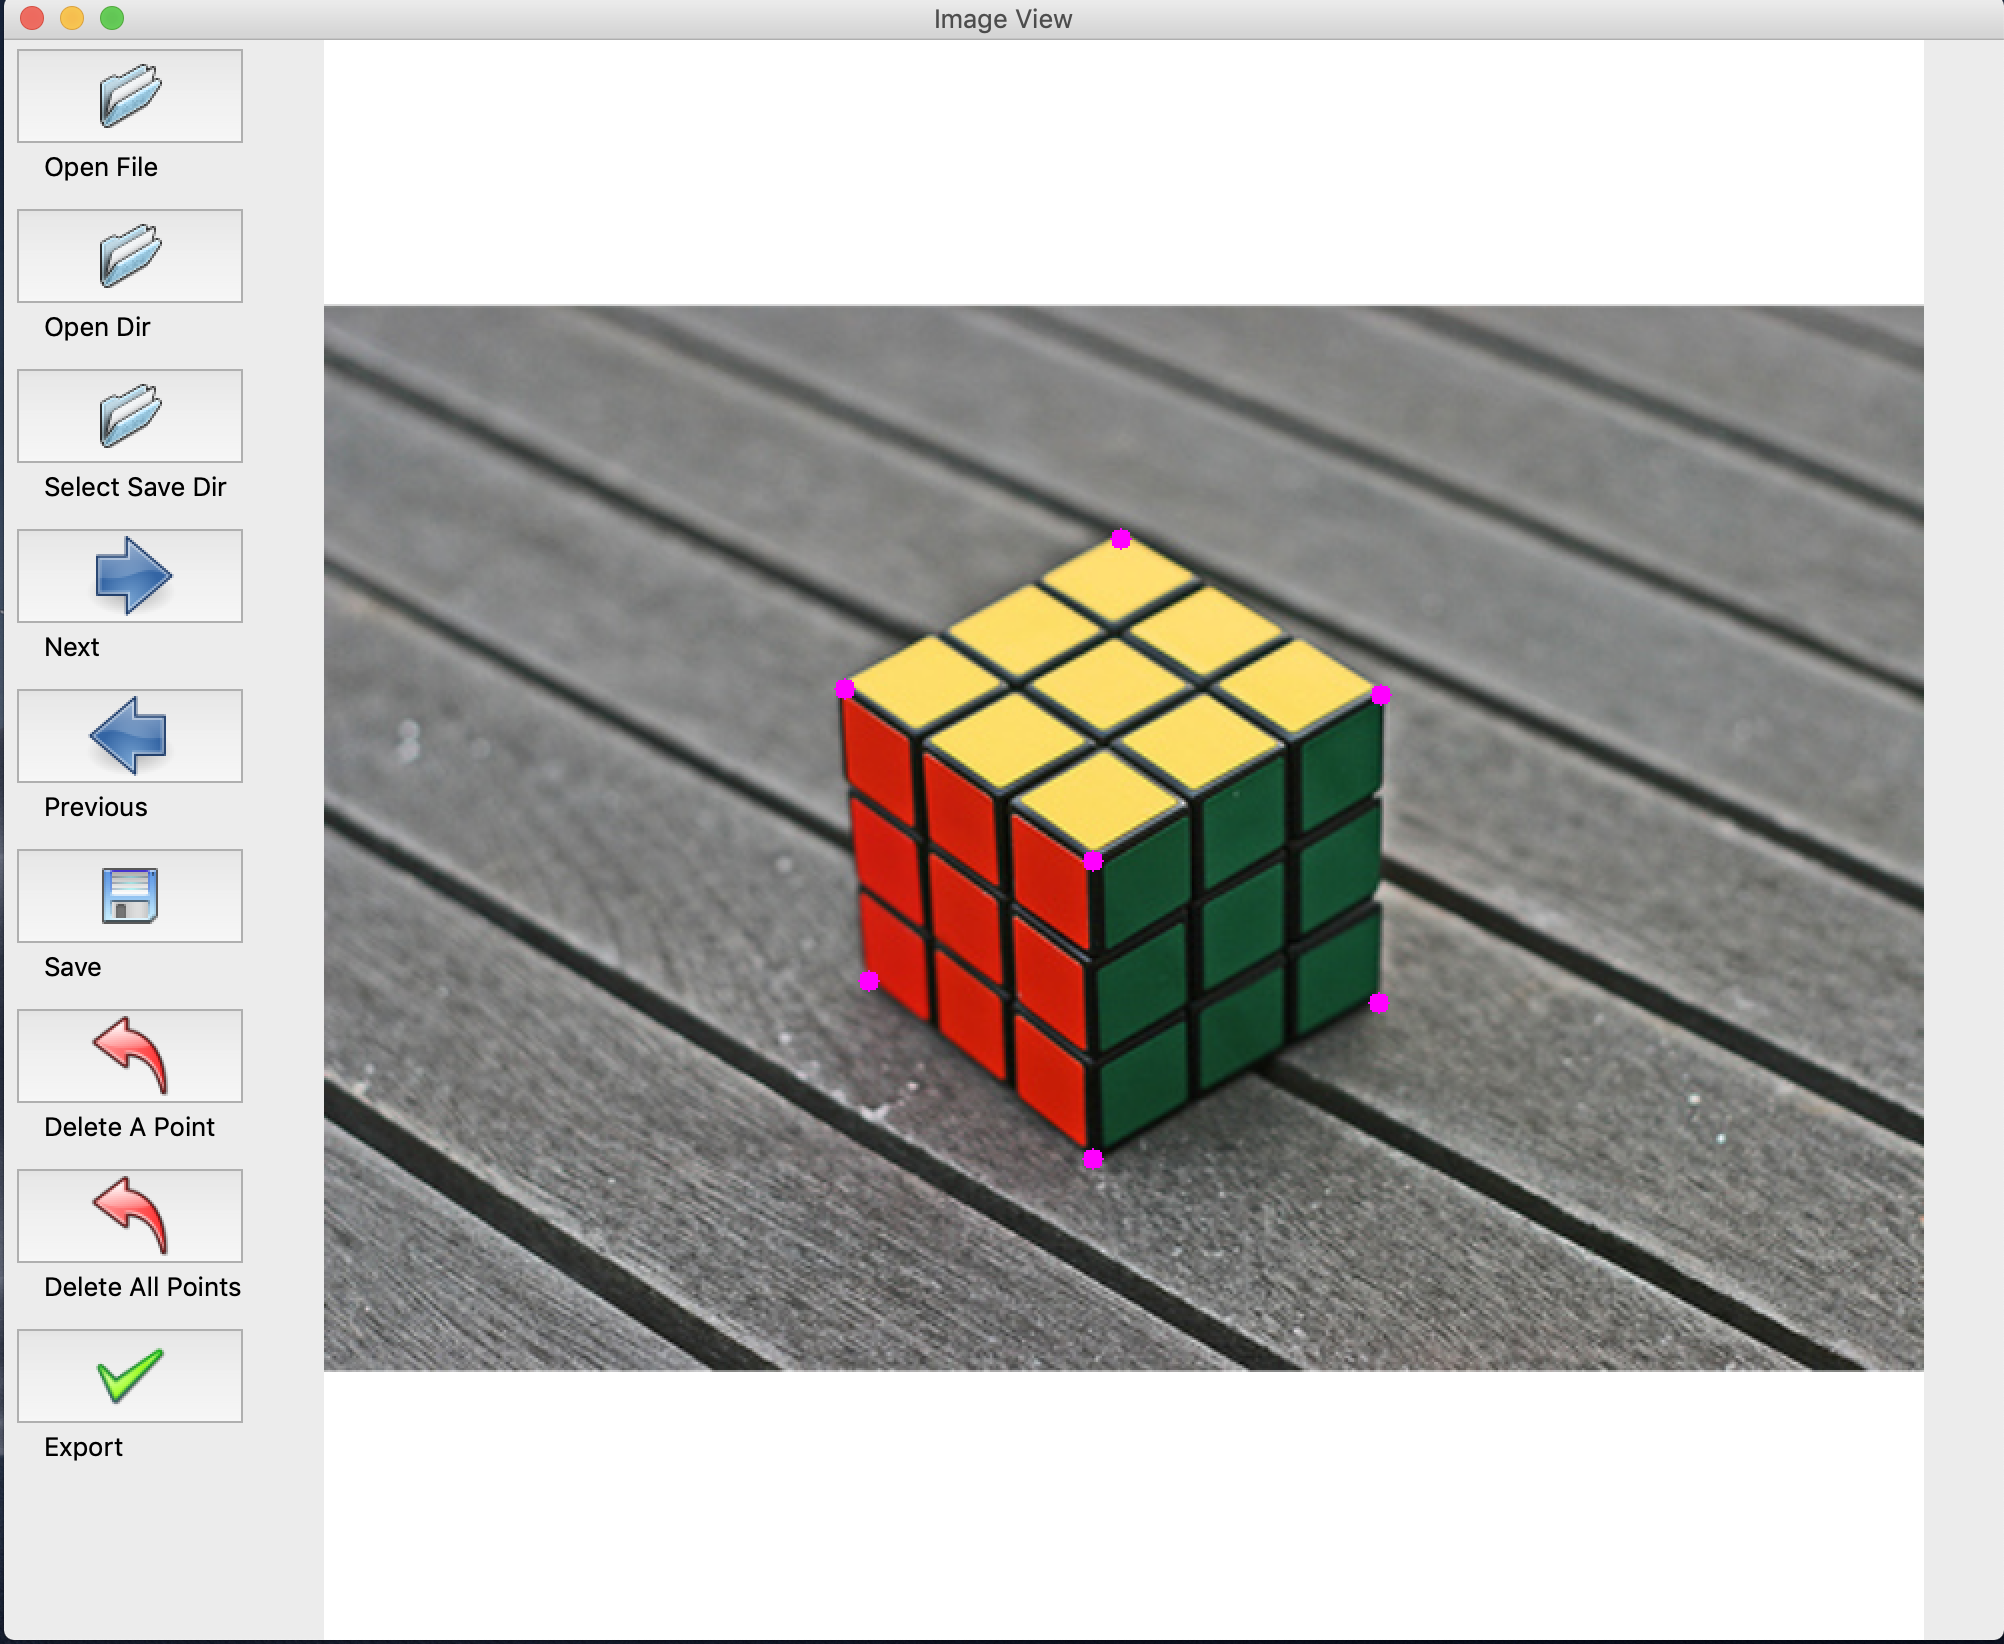 Image View
Open File
Open Dir
Select Save Dir
Next
Previous
Save
Delete A Point
Delete All Points
Export